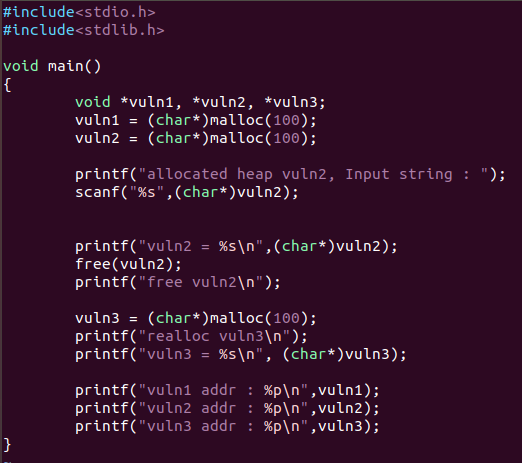 #include<stdio.h>
#include<stdlib.h>
void main()
{
void *vuln1, *vuln2, *vuln3;
vuln1 = (char*)malloc(100);
vuln2 = (char*)malloc(100);
printf("allocated heap vuln2, Input string : ");
scanf("%s",(char*)vuln2);
printf("vuln2 = %s\n",(char*)vuln2);
free(vuln2);
printf("free vuln2\n");
vuln3 = (char*)malloc(100);
printf("realloc vuln3\n");
printf("vuln3 = %s\n", (char*)vuln3);
printf("vuln1 addr : %p\n",vuln1);
printf("vuln2 addr : %p\n",vuln2);
printf("vuln3 addr : %p\n",vuln3);
}